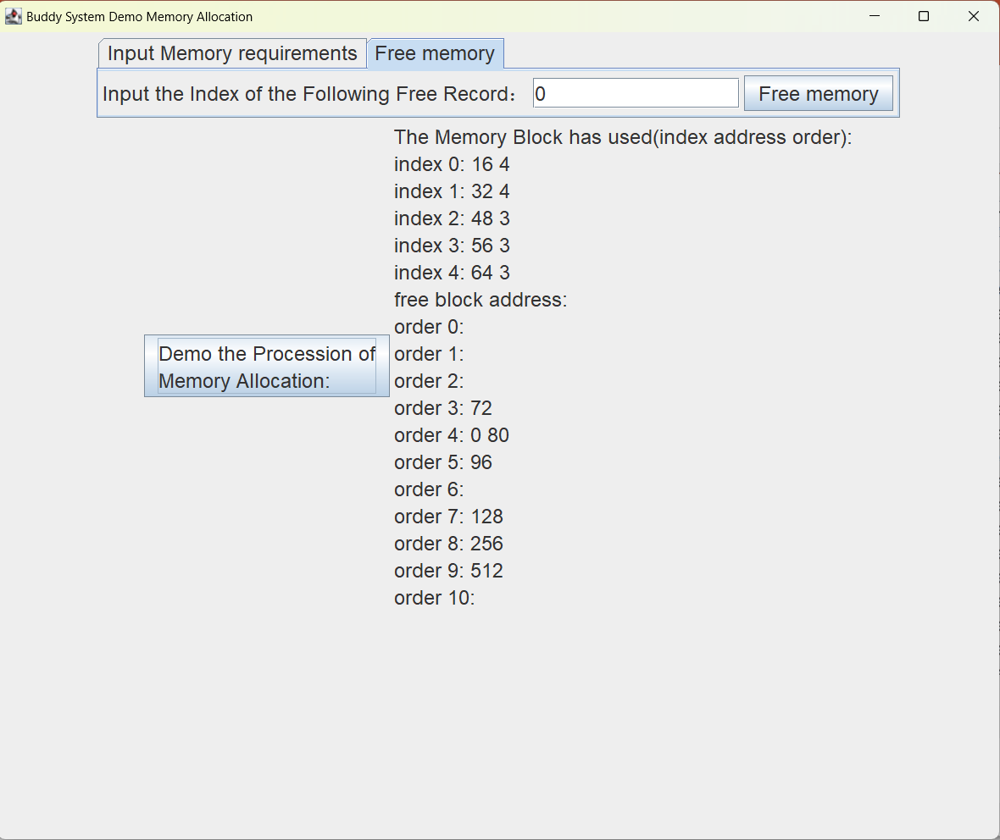 Buddy System Demo Memory Allocation
Input Memory requirements
Free memory
Input the Index of the Following Free Record：
0
Free memory
The Memory Block has used(index address order):
index 0: 16 4
index 1: 32 4
index 2: 48 3
index 3: 56 3
index 4: 64 3
free block address:
order 0:
Demo the Procession of
Memory Allocation:
order 1:
order 2:
order 3: 72
order 4: 0 80
order 5: 96
order 6:
order 7: 128
order 8: 256
order 9: 512
order 10: